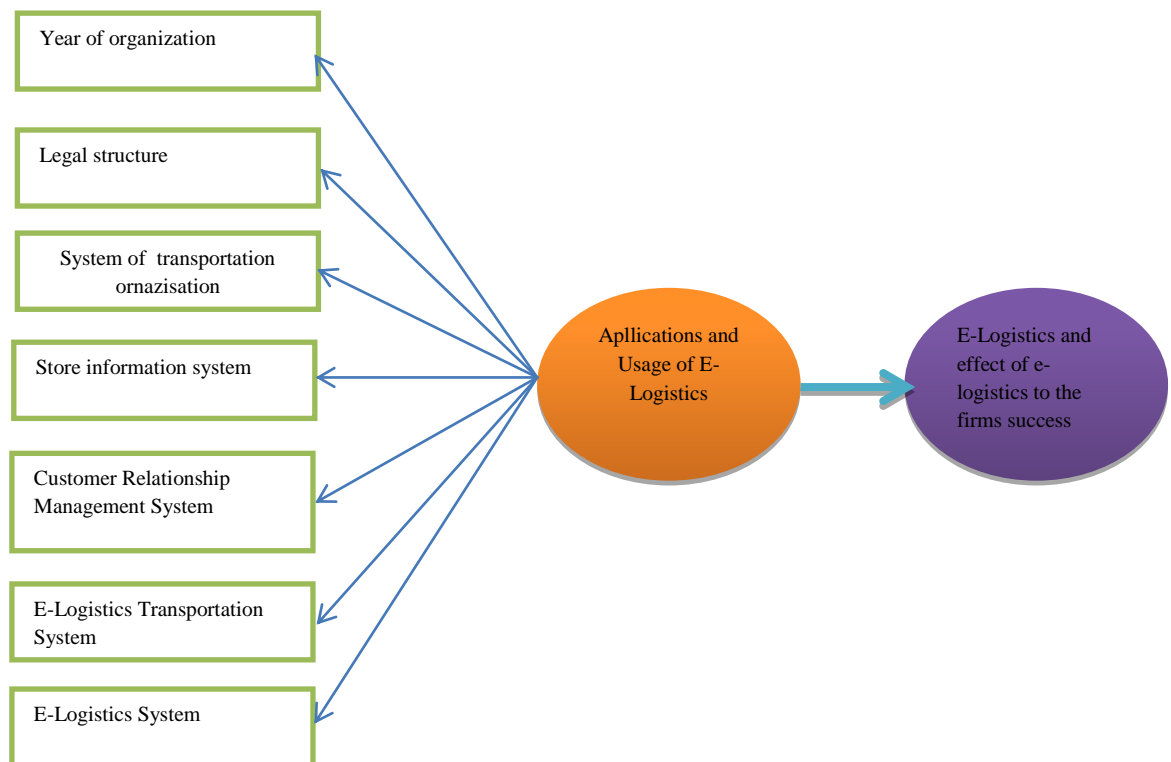 Year of organization
Legal structure
System of transportation
ornazisation
Store information system
Customer Relationship
Management System
E-Logistics Transportation
System
E-Logistics System
Apllications and
Usage of E-
Logistics
E-Logistics and
effect of e-
logistics to the
firms success